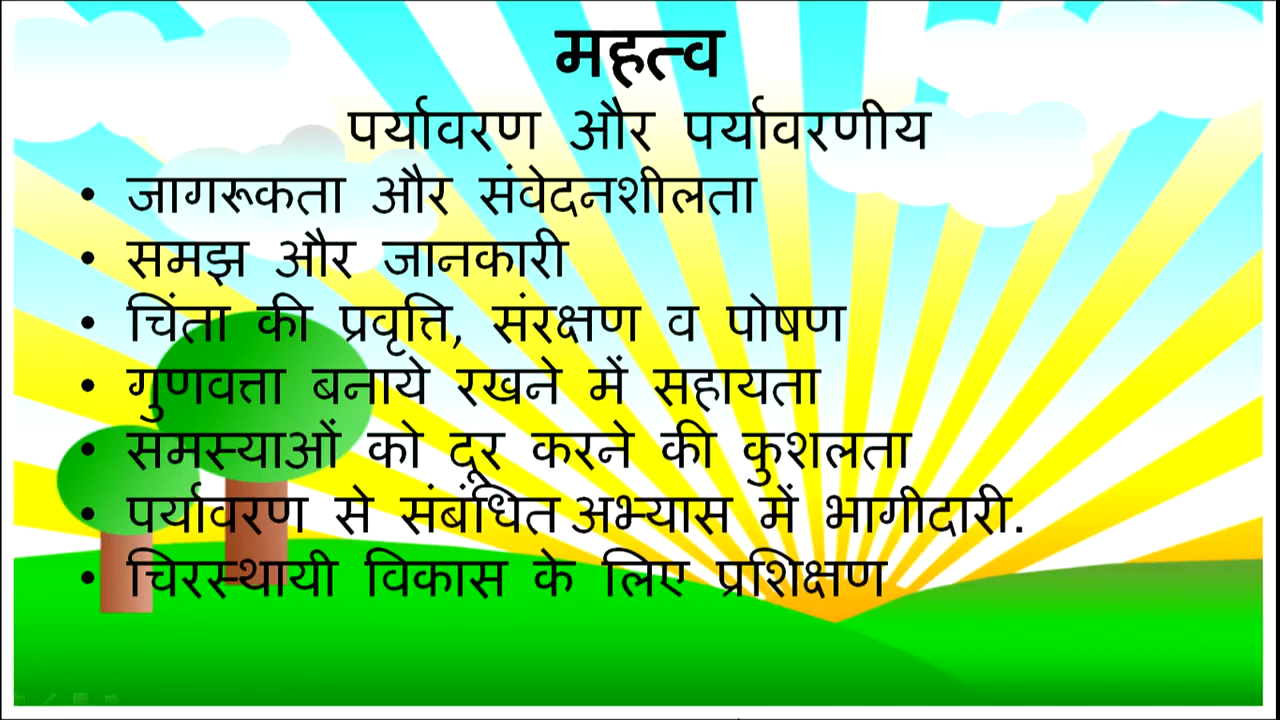 महत्व
पर्यावरण और पर्यावरणीय
• जागरूकता और संवेदनशीलता
• समझ और जानकारी
• चिंता की प्रवृत्ति, संरक्षण व पोषण
• गुणवत्ता बनाये रखने में सहायता
• समस्याओं को दूर करने की कुशलता
• पर्यावरण से संबंधित अभ्यास में भागीदारी.
• चिरस्थायी विकास के लिए प्रशिक्षण